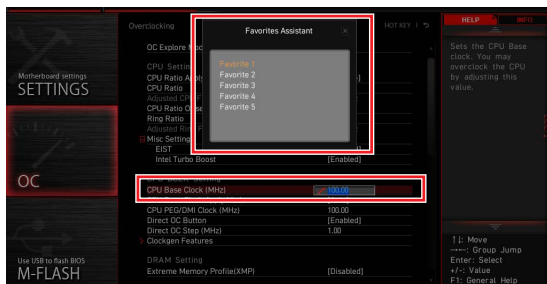 Overclocking
HOT KEY
HELP
INFO
Favorites Assistant
Favorite 1
Favorite 2
Favorite 3
Favorite 4
Favorite 5
OC Explore
CPU
CPU Ratio
CPU Ratio
Adjusted
CPU Ratio
Ring Ratio
Adjusted
Misc Setting
EIST
Intel Turbo Boost [Enabled]
CPU Base Clock (MHz) 100.00
CPU PEG/DMI Clock (MHz) 100.00
Direct OC Button [Enabled]
Direct OC Step (MHz) 1.00
Clockgen Features
DRAM Setting
Extreme Memory Profile(XMP) [Disabled]
Motherboard settings
SETTINGS
OC
Use USB to flash BIOS
M-FLASH
Sets the CPU Base
clock. You may
overclock the CPU
by adjusting this
value.
↑↓: Move
→←: Group Jump
Enter: Select
+/-: Value
F1: General Help